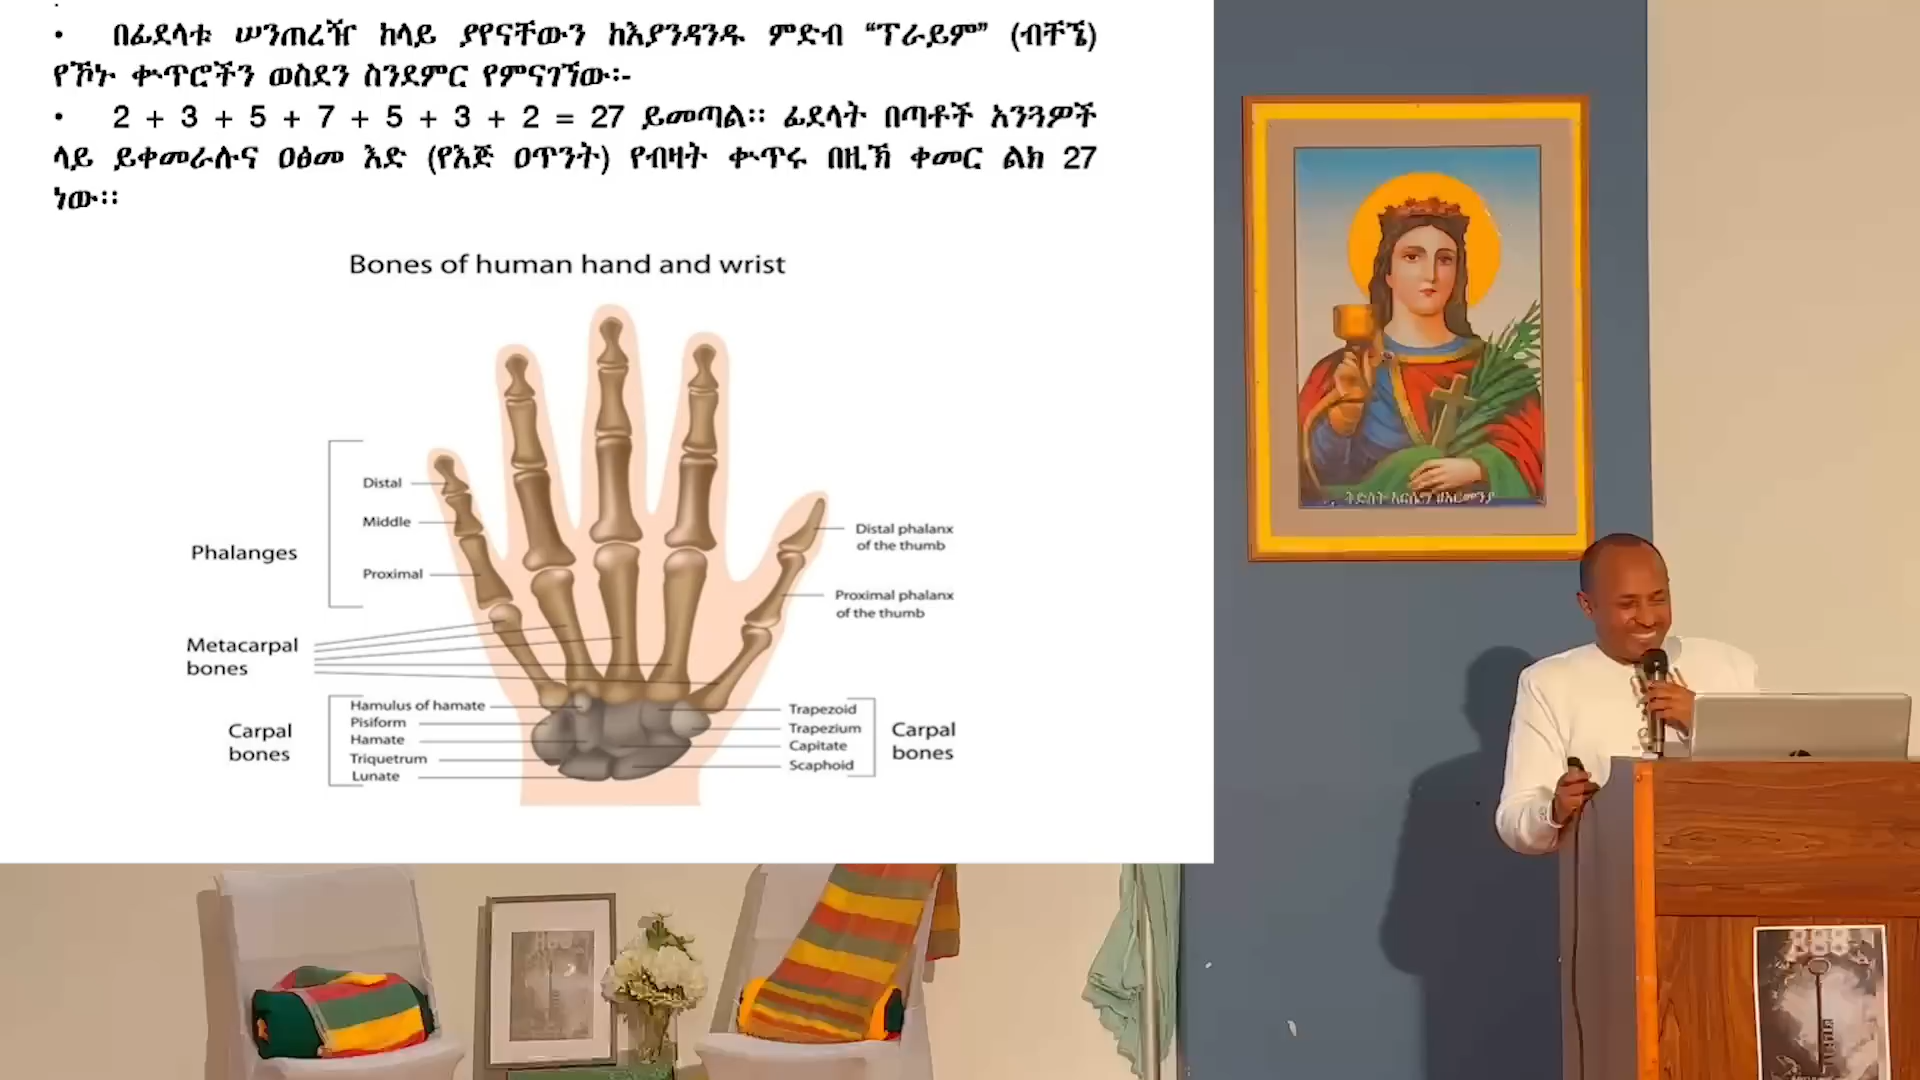 • በፊደላቱ ሠንጠረዥ ከላይ ያየናቸውን ከእያንዳንዱ ምድብ “ፕራይም” (ብቸኜ)
የኾኑ ቊጥሮችን ወስደን ስንደምር የምናገኘው፡-
• 2 + 3 + 5 + 7 + 5 + 3 + 2 = 27 ይመጣል፡፡ ፊደላት በጣቶች አንጓዎች
ላይ ይቀመራሉና ዐፅመ እድ (የእጅ ዐጥንት) የብዛት ቊጥሩ በዚኽ ቀመር ልክ 27
ነው፡፡
Bones of human hand and wrist
Distal
Middle
Proximal
Phalanges
Distal phalanx
of the thumb
Proximal phalanx
of the thumb
Metacarpal
bones
Carpal
bones
Hamulus of hamate
Pisiform
Hamate
Triquetrum
Lunate
Trapezoid
Trapezium
Capitate
Scaphoid
Carpal
bones
888